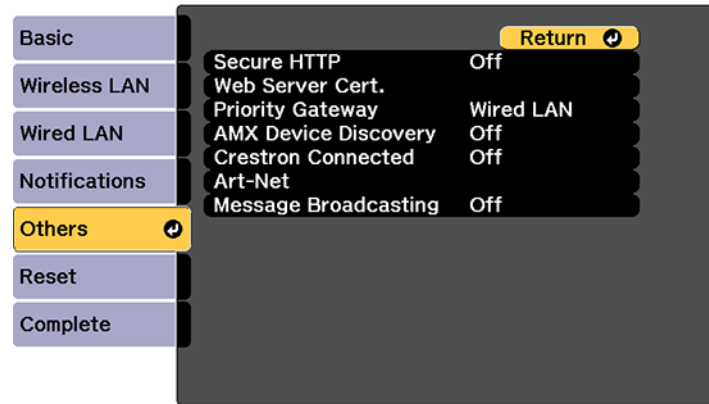 Basic
Wireless LAN
Wired LAN
Notifications
Others
Reset
Complete
Return
Secure HTTP Off
Web Server Cert.
Priority Gateway Wired LAN
AMX Device Discovery Off
Crestron Connected Off
Art-Net
Message Broadcasting Off